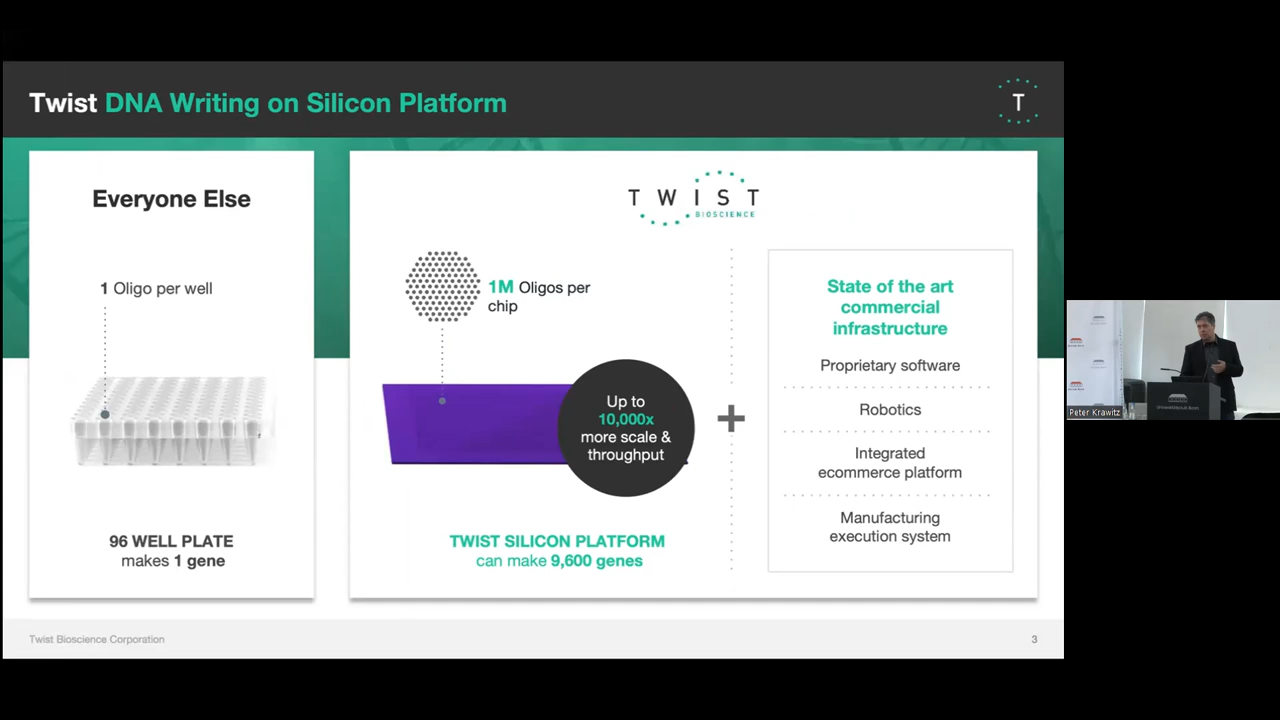 Twist DNA Writing on Silicon Platform
T
Everyone Else
1 Oligo per well
96 WELL PLATE
makes 1 gene
TWIST
BIOSCIENCE
1M Oligos per
chip
Up to
10,000x
more scale &
throughput
TWIST SILICON PLATFORM
can make 9,600 genes
+
State of the art
commercial
infrastructure
Proprietary software
Robotics
Integrated
ecommerce platform
Manufacturing
execution system
Twist Bioscience Corporation
3
Peter Krawitz